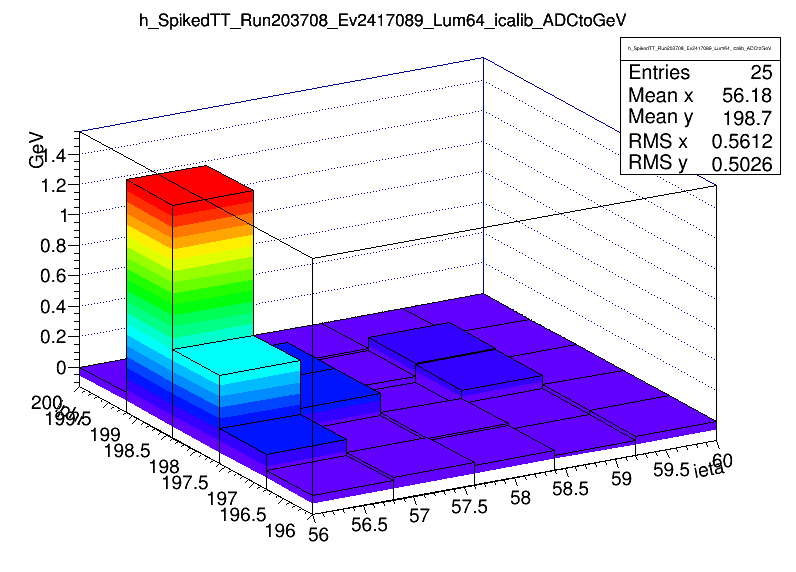 h_SpikedTT_Run203708_Ev2417089_Lum64_icalib_ADCtoGeV
h_SpikedTT_Run203708_Ev2417089_Lum64_icalib_ADCtoGeV
Entries 25
Mean x 56.18
Mean y 198.7
RMS x 0.5612
RMS y 0.5026
GeV
1.4
1.2
1
0.8
0.6
0.4
0.2
0
200
199.5
199
198.5
198
197.5
197
196.5
196
56
56.5
57
57.5
58
58.5
59
59.5
60
ieta